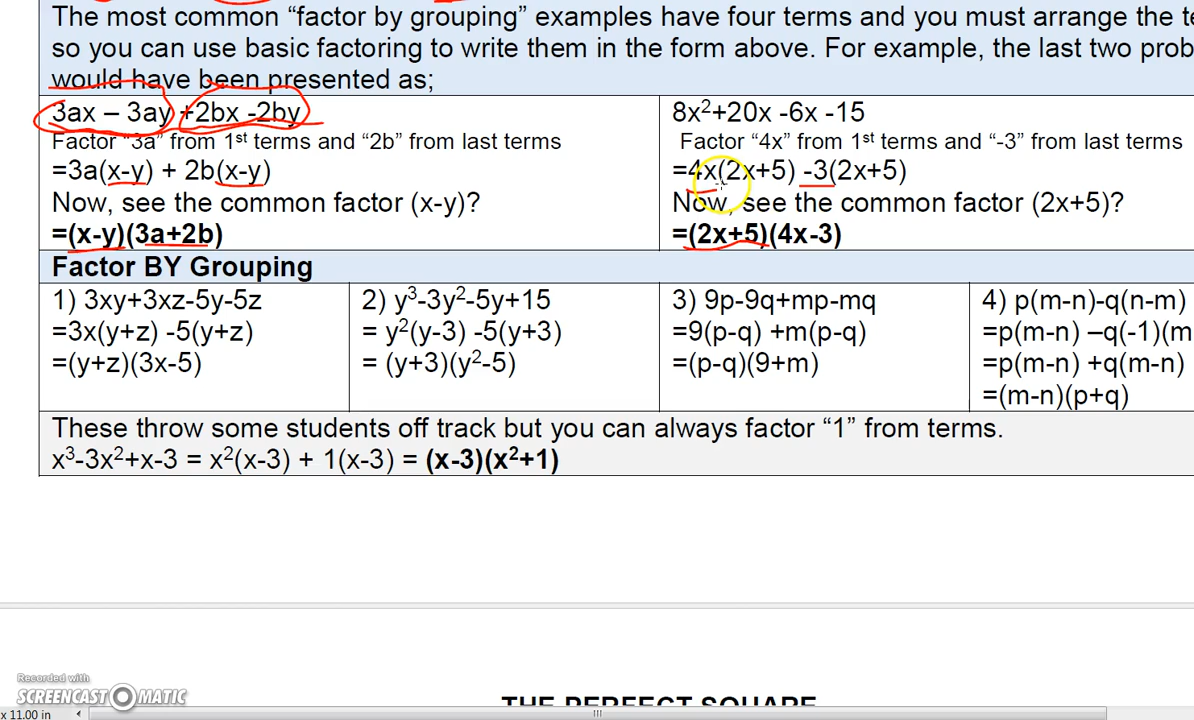 The most common “factor by grouping” examples have four terms and you must arrange the
so you can use basic factoring to write them in the form above. For example, the last two
would have been presented as;
3ax – 3ay +2bx -2by
Factor “3a” from 1st terms and “2b” from last terms
=3a(x-y) + 2b(x-y)
Now, see the common factor (x-y)?
=(x-y)(3a+2b)
8x²+20x -6x -15
Factor “4x” from 1st terms and “-3” from last terms
=4x(2x+5) -3(2x+5)
Now, see the common factor (2x+5)?
=(2x+5)(4x-3)
Factor BY Grouping
1) 3xy+3xz-5y-5z
=3x(y+z) -5(y+z)
=(y+z)(3x-5)
2) y³-3y²-5y+15
= y²(y-3) -5(y+3)
= (y+3)(y²-5)
3) 9p-9q+mp-mq
=9(p-q) +m(p-q)
=(p-q)(9+m)
4) p(m-n)-q(n-m)
=p(m-n) –q(-1)(m
=p(m-n) +q(m-n)
=(m-n)(p+q)
These throw some students off track but you can always factor “1” from terms.
x³-3x²+x-3 = x²(x-3) + 1(x-3) = (x-3)(x²+1)
THE PERFECT SQUARE
Recorded with
SCREENCAST-O-MATIC
x 11.00 in